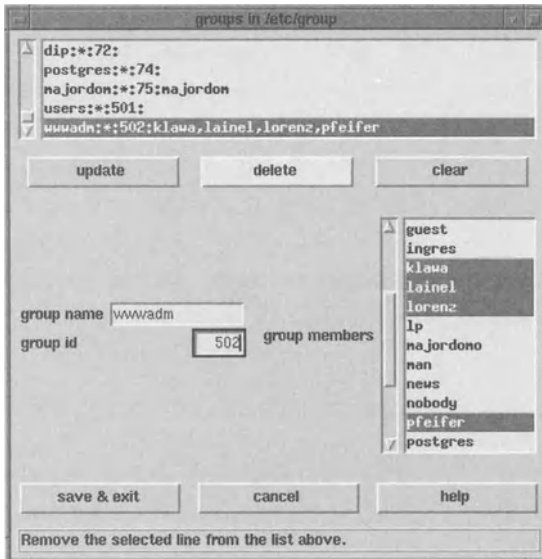 groups in /etc/group
dip:*:72:
postgres:*:74:
majordom:*:75:majordom
users:*:501:
wwwadm:*:502:klawa,lainel,lorenz,pfeifer
update
delete
clear
guest
ingres
klawa
lainel
lorenz
lp
majordomo
man
news
nobody
pfeifer
postgres
group name wwwadm
group id 502
group members
save & exit
cancel
help
Remove the selected line from the list above.